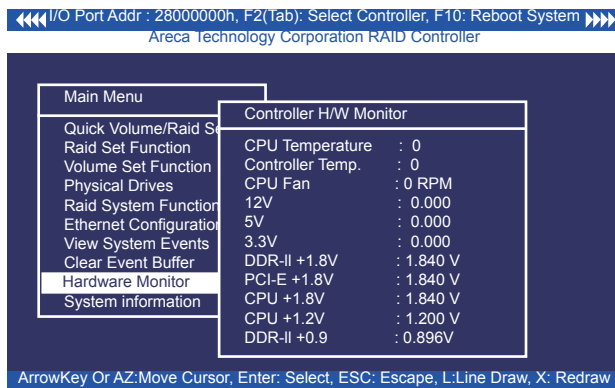 I/O Port Addr : 28000000h, F2(Tab): Select Controller, F10: Reboot System
Areca Technology Corporation RAID Controller
Main Menu
Quick Volume/Raid Se
Raid Set Function
Volume Set Function
Physical Drives
Raid System Function
Ethernet Configuration
View System Events
Clear Event Buffer
Hardware Monitor
System information
Controller H/W Monitor
CPU Temperature : 0
Controller Temp. : 0
CPU Fan : 0 RPM
12V : 0.000
5V : 0.000
3.3V : 0.000
DDR-II +1.8V : 1.840 V
PCI-E +1.8V : 1.840 V
CPU +1.8V : 1.840 V
CPU +1.2V : 1.200 V
DDR-II +0.9 : 0.896V
ArrowKey Or AZ:Move Cursor, Enter: Select, ESC: Escape, L:Line Draw, X: Redraw